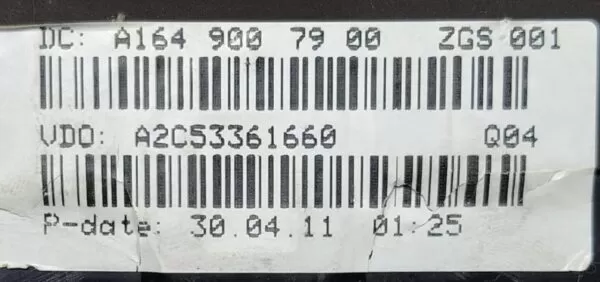 DC: A164 900 79 00 ZGS 001
VDO: A2C53361660 Q04
P-date: 30.04.11 01:25